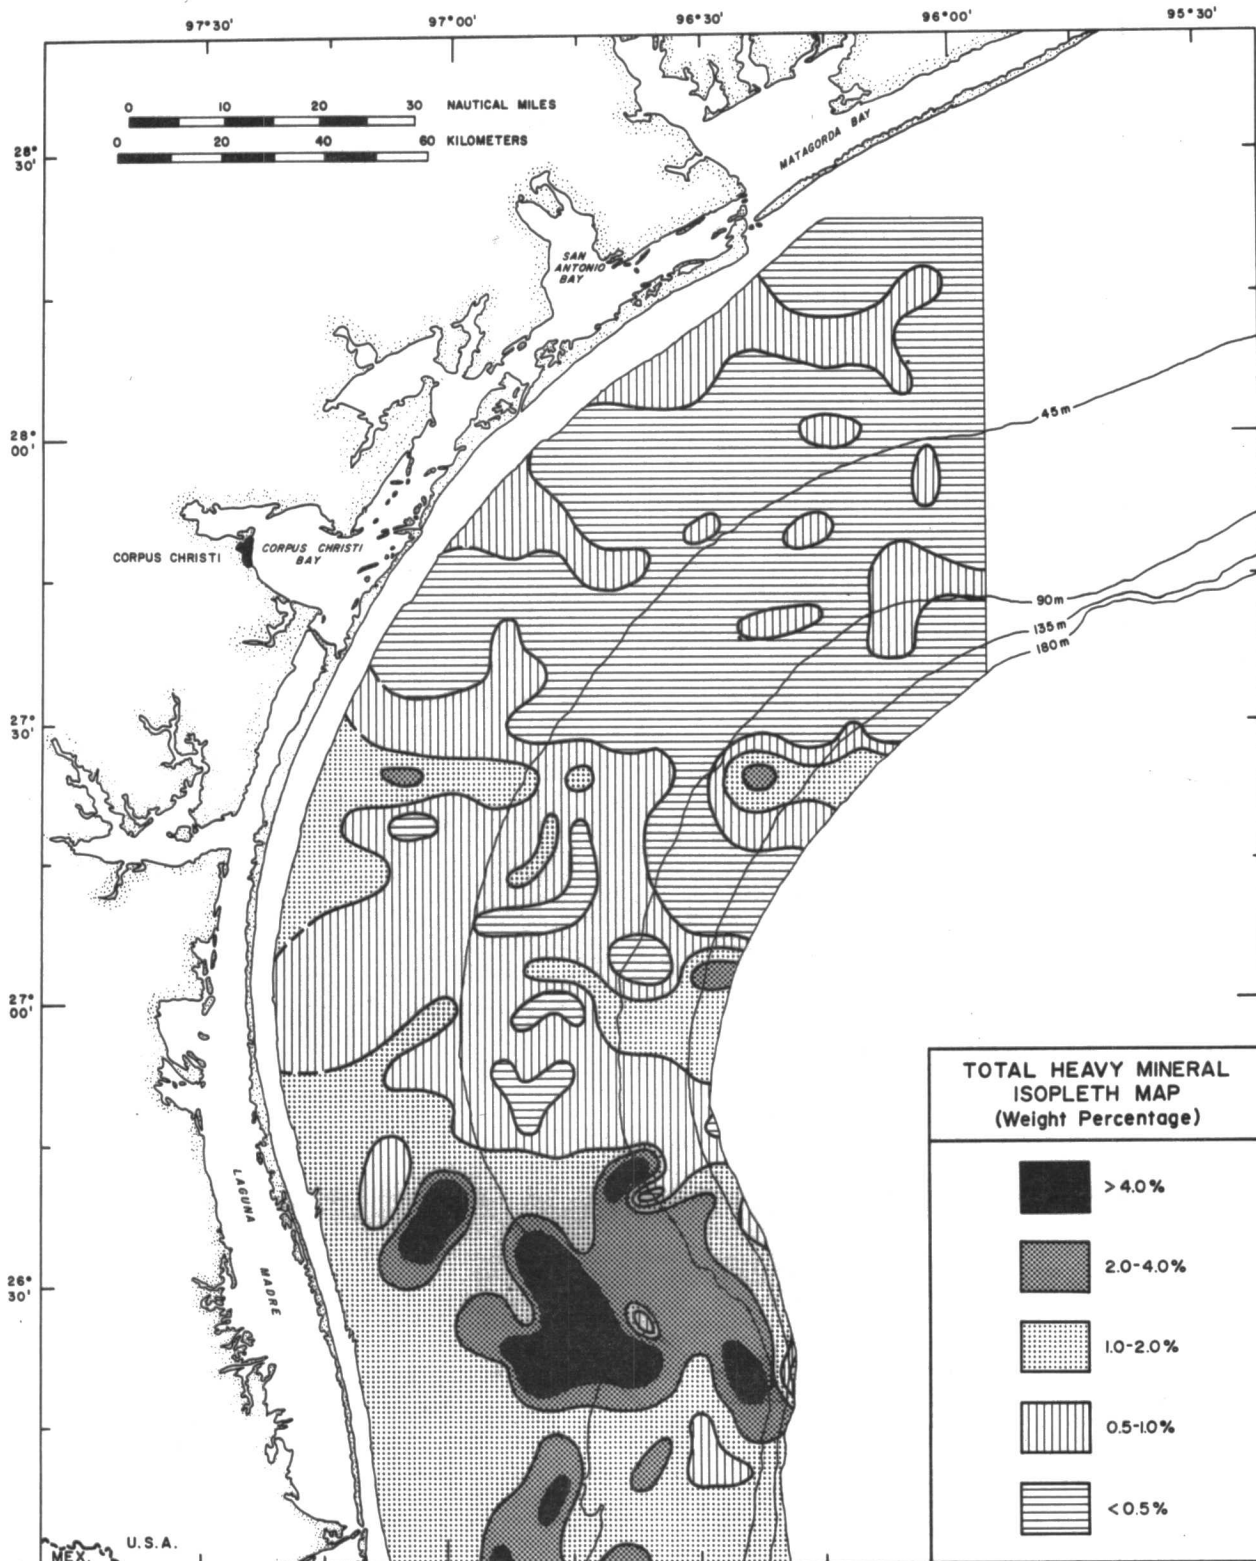 97°30' 97°00' 96°30' 96°00' 95°30'
0 10 20 30 NAUTICAL MILES
0 20 40 60 KILOMETERS
28°
30'
MATAGORDA BAY
SAN
ANTONIO
BAY
45m
28°
00'
CORPUS CHRISTI
CORPUS CHRISTI
BAY
90m
135m
180m
27°
30'
27°
00'
TOTAL HEAVY MINERAL
ISOPLETH MAP
(Weight Percentage)
>4.0%
2.0-4.0%
1.0-2.0%
0.5-1.0%
<0.5%
LAGUNA
MADRE
26°
30'
U.S.A.
MEX.